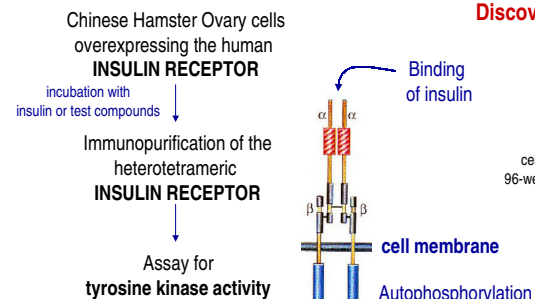 Discov
Chinese Hamster Ovary cells
overexpressing the human
INSULIN RECEPTOR
incubation with
insulin or test compounds
Immunopurification of the
heterotetrameric
INSULIN RECEPTOR
Assay for
tyrosine kinase activity
Binding
of insulin
α α
β β
cel
96-we
cell membrane
Autophosphorylation